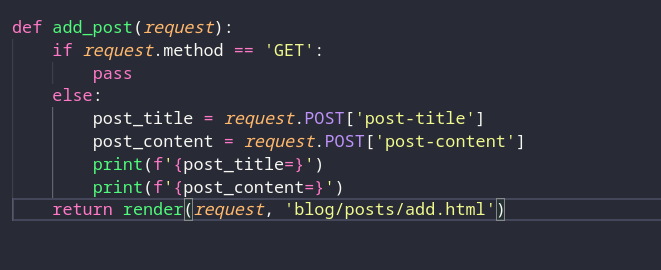 def add_post(request):
    if request.method == 'GET':
        pass
    else:
        post_title = request.POST['post-title']
        post_content = request.POST['post-content']
        print(f'{post_title=}')
        print(f'{post_content=}')
    return render(request, 'blog/posts/add.html')